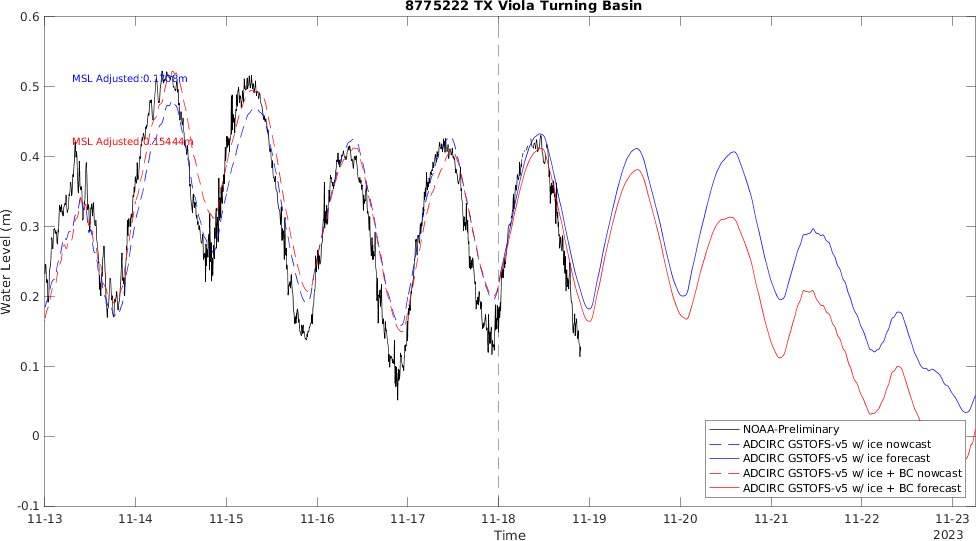 8775222 TX Viola Turning Basin
0.6
0.5
0.4
0.3
0.2
0.1
0
-0.1
Water Level (m)
MSL Adjusted:0.1708m
MSL Adjusted:0.15444m
NOAA-Preliminary
ADCIRC GSTOFS-v5 w/ ice nowcast
ADCIRC GSTOFS-v5 w/ ice forecast
ADCIRC GSTOFS-v5 w/ ice + BC nowcast
ADCIRC GSTOFS-v5 w/ ice + BC forecast
11-13 11-14 11-15 11-16 11-17 11-18 11-19 11-20 11-21 11-22 11-23
Time
2023